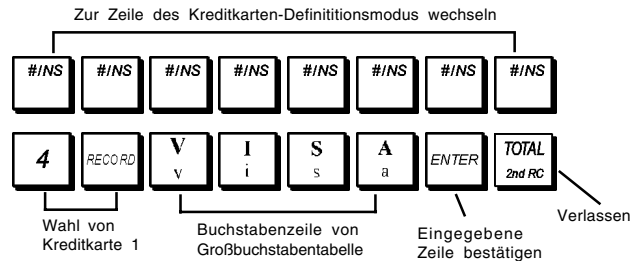 Zur Zeile des Kreditkarten-Definititionsmodus wechseln
#/NS #/NS #/NS #/NS #/NS #/NS #/NS #/NS
4 RECORD V I S A ENTER TOTAL
v i s a 2nd RC
Wahl von
Kreditkarte 1
Buchstabenzeile von
Großbuchstabentabelle
Eingegebene
Zeile bestätigen
Verlassen